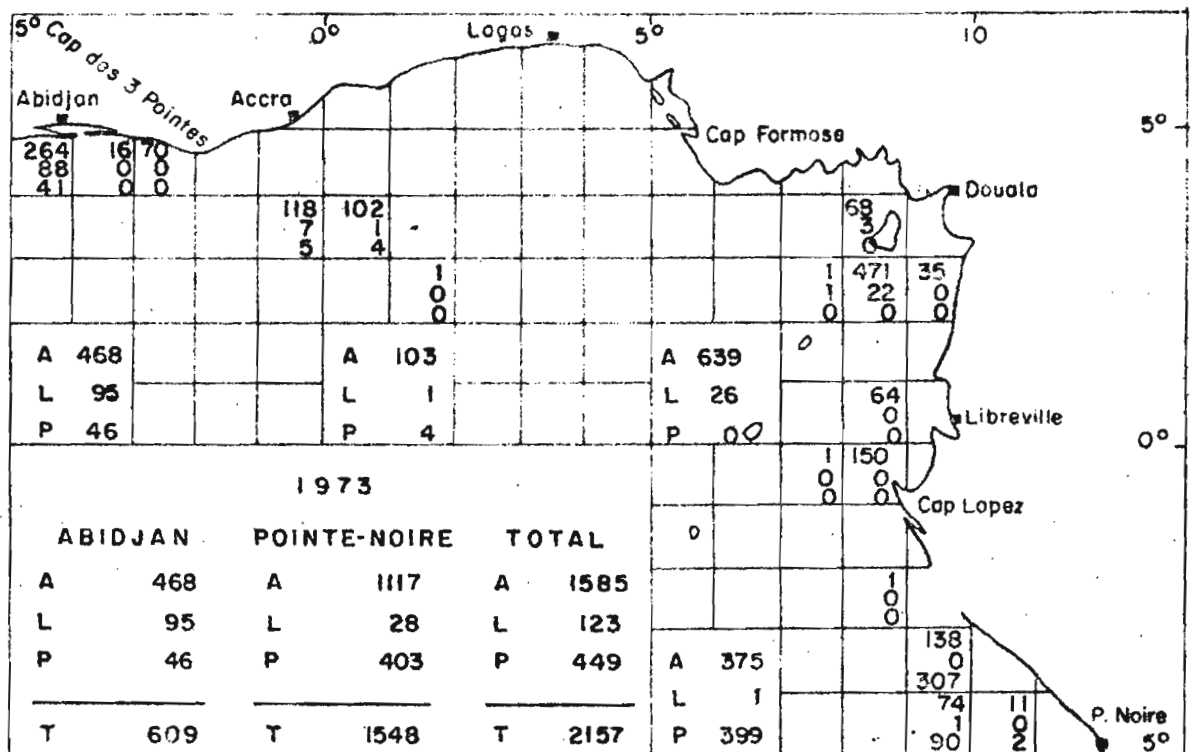 5° Cap des 3 Pointes
0°
Lagos
5°
10
Abidjan
Accra
Cap Formose
5°
264 16 70
88 0 0
41 0 0
Douala
118 102
7 1
5 4
68
3
0
1
0
0
1 471 35
1 22 0
0 0 0
A 468
L 95
P 46
A 103
L 1
P 4
A 639
L 26
P 0
64
0
0
Libreville
0°
1 150
0 0
0 0
Cap Lopez
1973
ABIDJAN POINTE-NOIRE TOTAL
A 468 A 1117 A 1585
L 95 L 28 L 123
P 46 P 403 P 449
T 609 T 1548 T 2157
1
0
0
138
0
307
A 375
L 1
P 399
74 11
1 0
90 2
P. Noire
5°